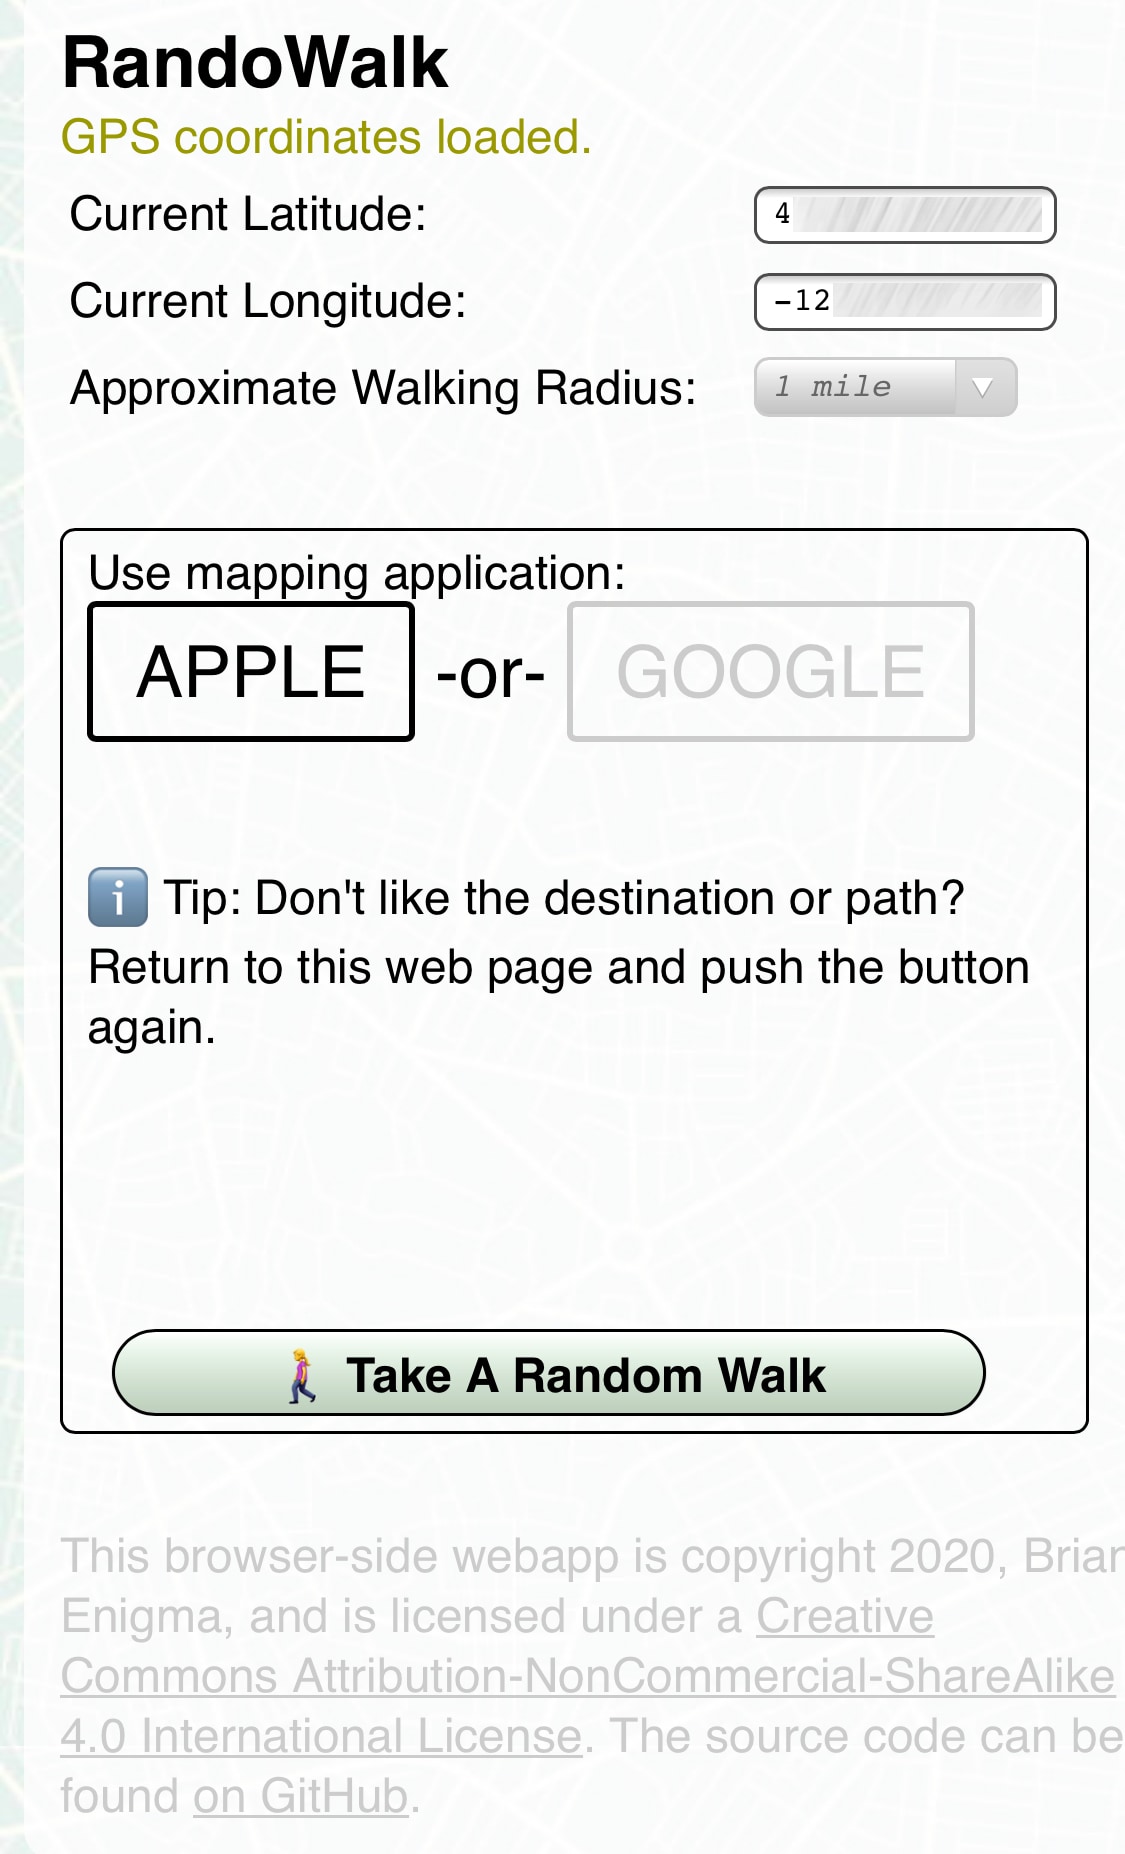 RandoWalk
GPS coordinates loaded.
Current Latitude: 4
Current Longitude: -12
Approximate Walking Radius: 1 mile
Use mapping application:
APPLE -or- GOOGLE
Tip: Don't like the destination or path?
Return to this web page and push the button
again.
Take A Random Walk
This browser-side webapp is copyright 2020, Brian
Enigma, and is licensed under a Creative
Commons Attribution-NonCommercial-ShareAlike
4.0 International License. The source code can be
found on GitHub.